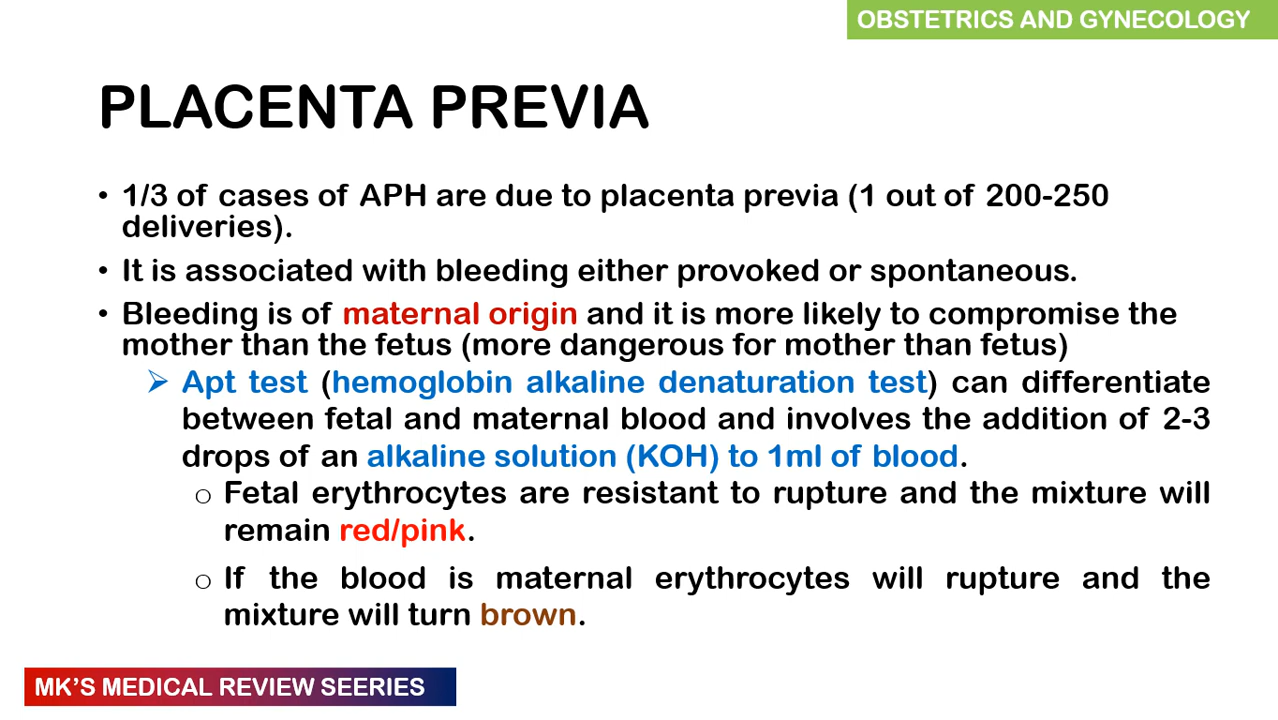 OBSTETRICS AND GYNECOLOGY
PLACENTA PREVIA
• 1/3 of cases of APH are due to placenta previa (1 out of 200-250
deliveries).
• It is associated with bleeding either provoked or spontaneous.
• Bleeding is of maternal origin and it is more likely to compromise the
mother than the fetus (more dangerous for mother than fetus)
➢ Apt test (hemoglobin alkaline denaturation test) can differentiate
between fetal and maternal blood and involves the addition of 2-3
drops of an alkaline solution (KOH) to 1ml of blood.
o Fetal erythrocytes are resistant to rupture and the mixture will
remain red/pink.
o If the blood is maternal erythrocytes will rupture and the
mixture will turn brown.
MK'S MEDICAL REVIEW SEERIES